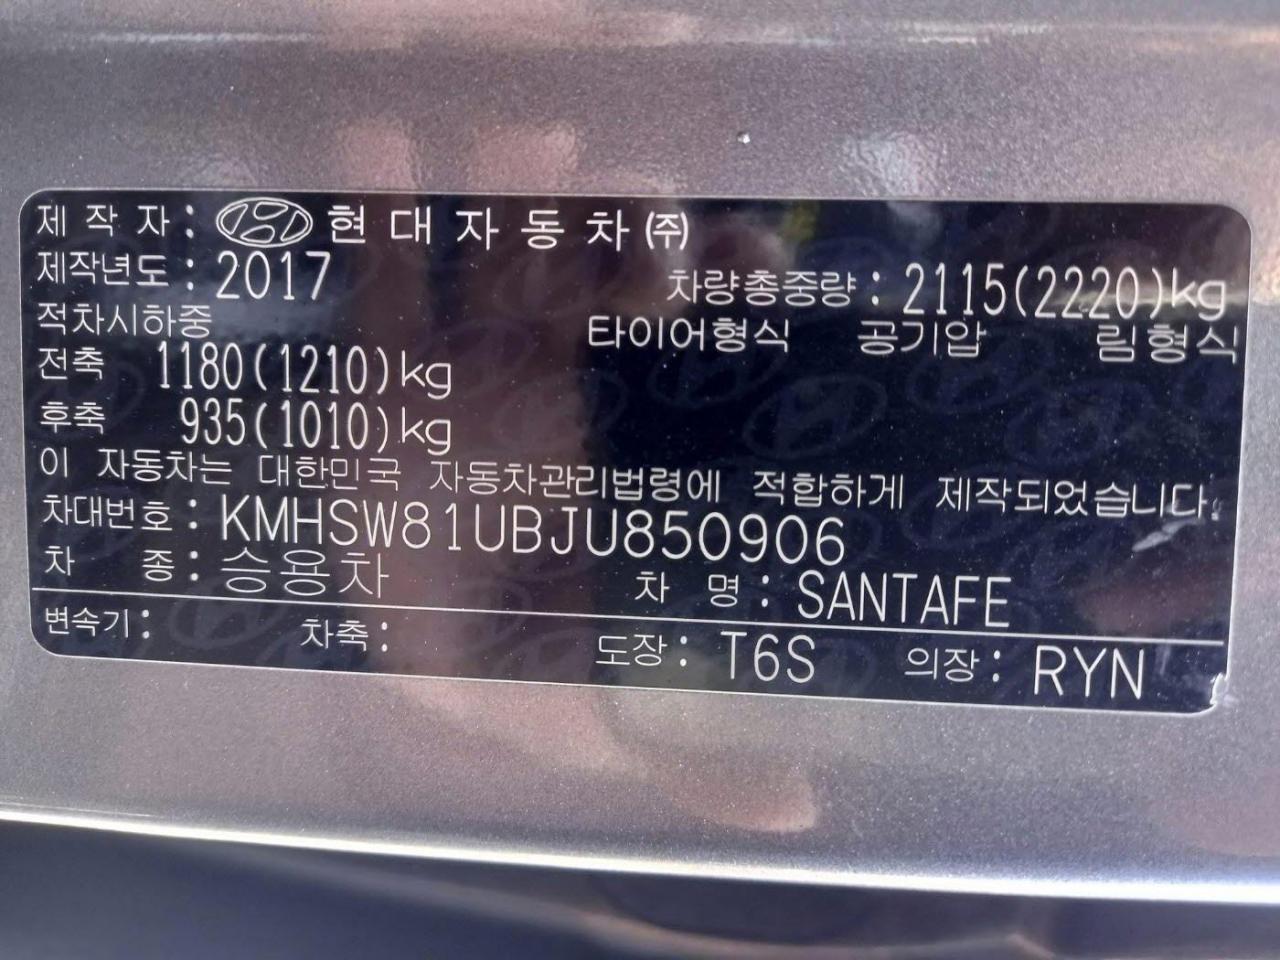 제 작 자 : 현 대 자 동 차 ㈜
제작년도 : 2017 차량총중량 : 2115(2220)kg
적차시하중 타이어형식 공기압 림형식
전축 1180(1210)kg
후축 935(1010)kg
이 자동차는 대한민국 자동차관리법령에 적합하게 제작되었습니다.
차대번호 : KMHSW81UBJU850906
차 종 : 승용차 차 명 : SANTAFE
변속기 : 차축 : 도장 : T6S 의장 : RYN